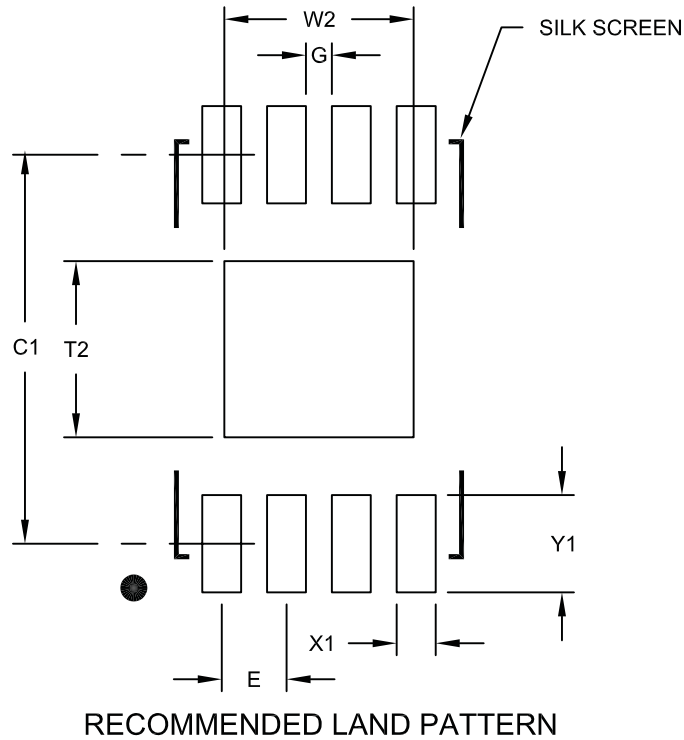 W2
SILK SCREEN
G
C1
T2
Y1
X1
E
RECOMMENDED LAND PATTERN